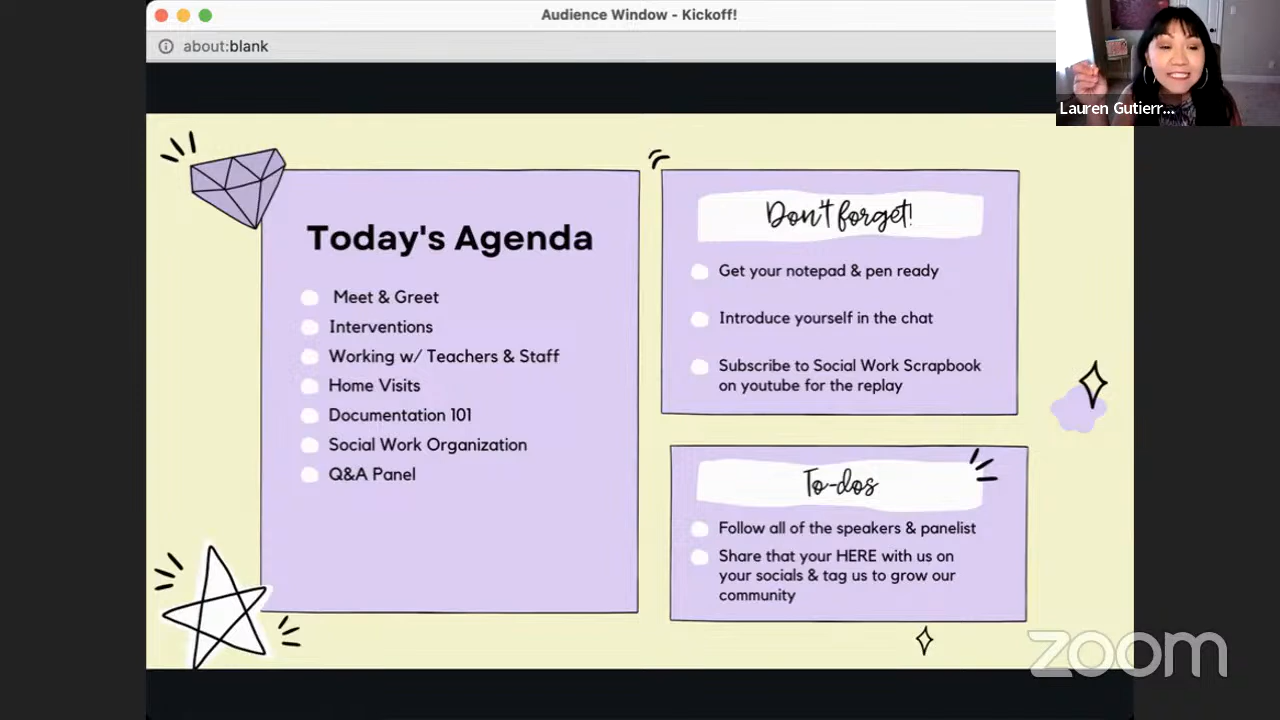 Audience Window - Kickoff!
about:blank
Lauren Gutierr...
Today's Agenda
Meet & Greet
Interventions
Working w/ Teachers & Staff
Home Visits
Documentation 101
Social Work Organization
Q&A Panel
Don't forget!
Get your notepad & pen ready
Introduce yourself in the chat
Subscribe to Social Work Scrapbook
on youtube for the replay
To-dos
Follow all of the speakers & panelist
Share that your HERE with us on
your socials & tag us to grow our
community
zoom